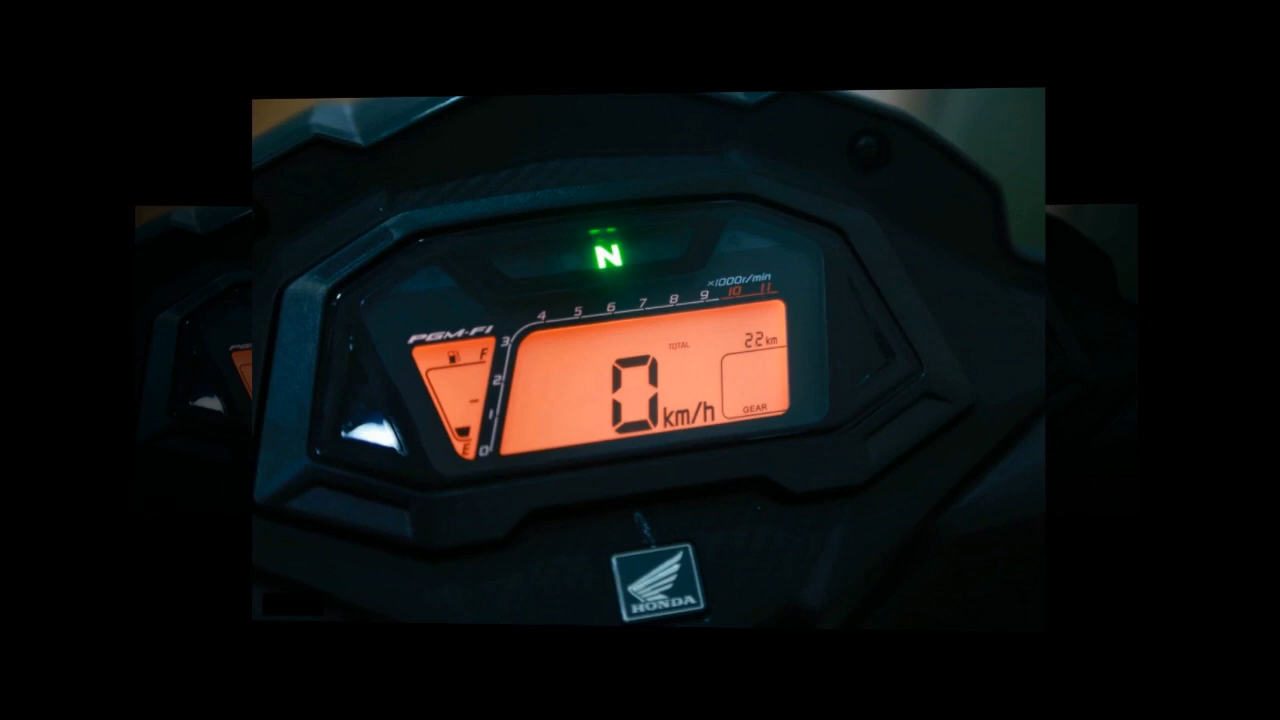 N
×1000r/min
4 5 6 7 8 9 10 11
PGM-FI
3
2
1
0
F
E
TOTAL
22 km
0 km/h
GEAR
HONDA